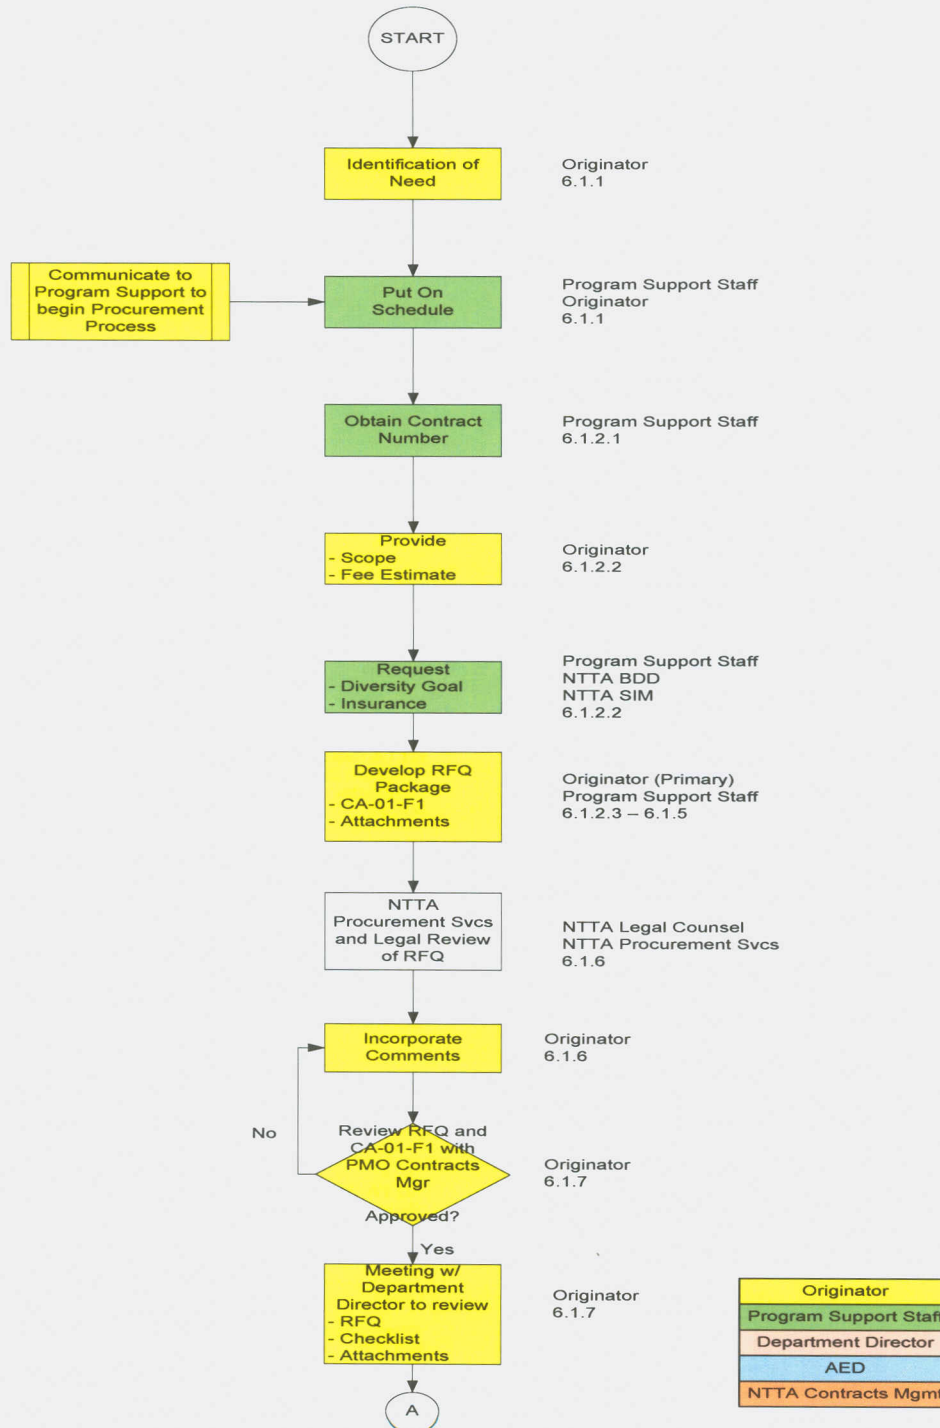 START
Identification of
Need
Originator
6.1.1
Communicate to
Program Support to
begin Procurement
Process
Put On
Schedule
Program Support Staff
Originator
6.1.1
Obtain Contract
Number
Program Support Staff
6.1.2.1
Provide
- Scope
- Fee Estimate
Originator
6.1.2.2
Request
- Diversity Goal
- Insurance
Program Support Staff
NTTA BDD
NTTA SIM
6.1.2.2
Develop RFQ
Package
- CA-01-F1
- Attachments
Originator (Primary)
Program Support Staff
6.1.2.3 – 6.1.5
NTTA
Procurement Svcs
and Legal Review
of RFQ
NTTA Legal Counsel
NTTA Procurement Svcs
6.1.6
Incorporate
Comments
Originator
6.1.6
No
Review RFQ and
CA-01-F1 with
PMO Contracts
Mgr
Approved?
Originator
6.1.7
Yes
Meeting w/
Department
Director to review
- RFQ
- Checklist
- Attachments
Originator
6.1.7
A
Originator
Program Support Staff
Department Director
AED
NTTA Contracts Mgmt